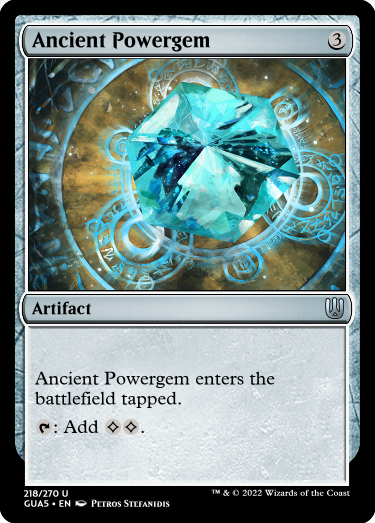 Ancient Powergem 3
Artifact
Ancient Powergem enters the
battlefield tapped.
: Add .
218/270 U
GUA5 • EN Petros Stefanidis
™ & © 2022 Wizards of the Coast